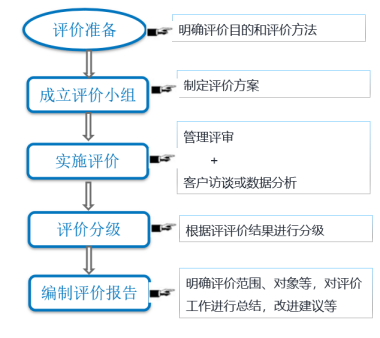 评价准备
明确评价目的和评价方法
成立评价小组
制定评价方案
实施评价
管理评审
+
客户访谈或数据分析
评价分级
根据评评价结果进行分级
编制评价报告
明确评价范围、对象等，对评价
工作进行总结，改进建议等